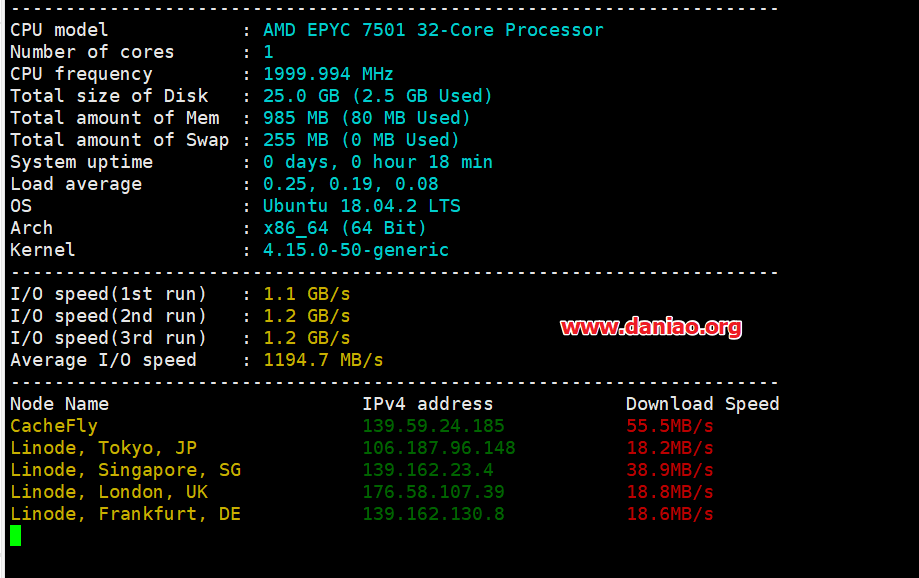 ------------------------------------------------------------------------
CPU model : AMD EPYC 7501 32-Core Processor
Number of cores : 1
CPU frequency : 1999.994 MHz
Total size of Disk : 25.0 GB (2.5 GB Used)
Total amount of Mem : 985 MB (80 MB Used)
Total amount of Swap : 255 MB (0 MB Used)
System uptime : 0 days, 0 hour 18 min
Load average : 0.25, 0.19, 0.08
OS : Ubuntu 18.04.2 LTS
Arch : x86_64 (64 Bit)
Kernel : 4.15.0-50-generic
----------------------------------------------------------------------
I/O speed(1st run) : 1.1 GB/s
I/O speed(2nd run) : 1.2 GB/s
www.daniao.org
I/O speed(3rd run) : 1.2 GB/s
Average I/O speed : 1194.7 MB/s
----------------------------------------------------------------------
Node Name IPv4 address Download Speed
CacheFly 139.59.24.185 55.5MB/s
Linode, Tokyo, JP 106.187.96.148 18.2MB/s
Linode, Singapore, SG 139.162.23.4 38.9MB/s
Linode, London, UK 176.58.107.39 18.8MB/s
Linode, Frankfurt, DE 139.162.130.8 18.6MB/s